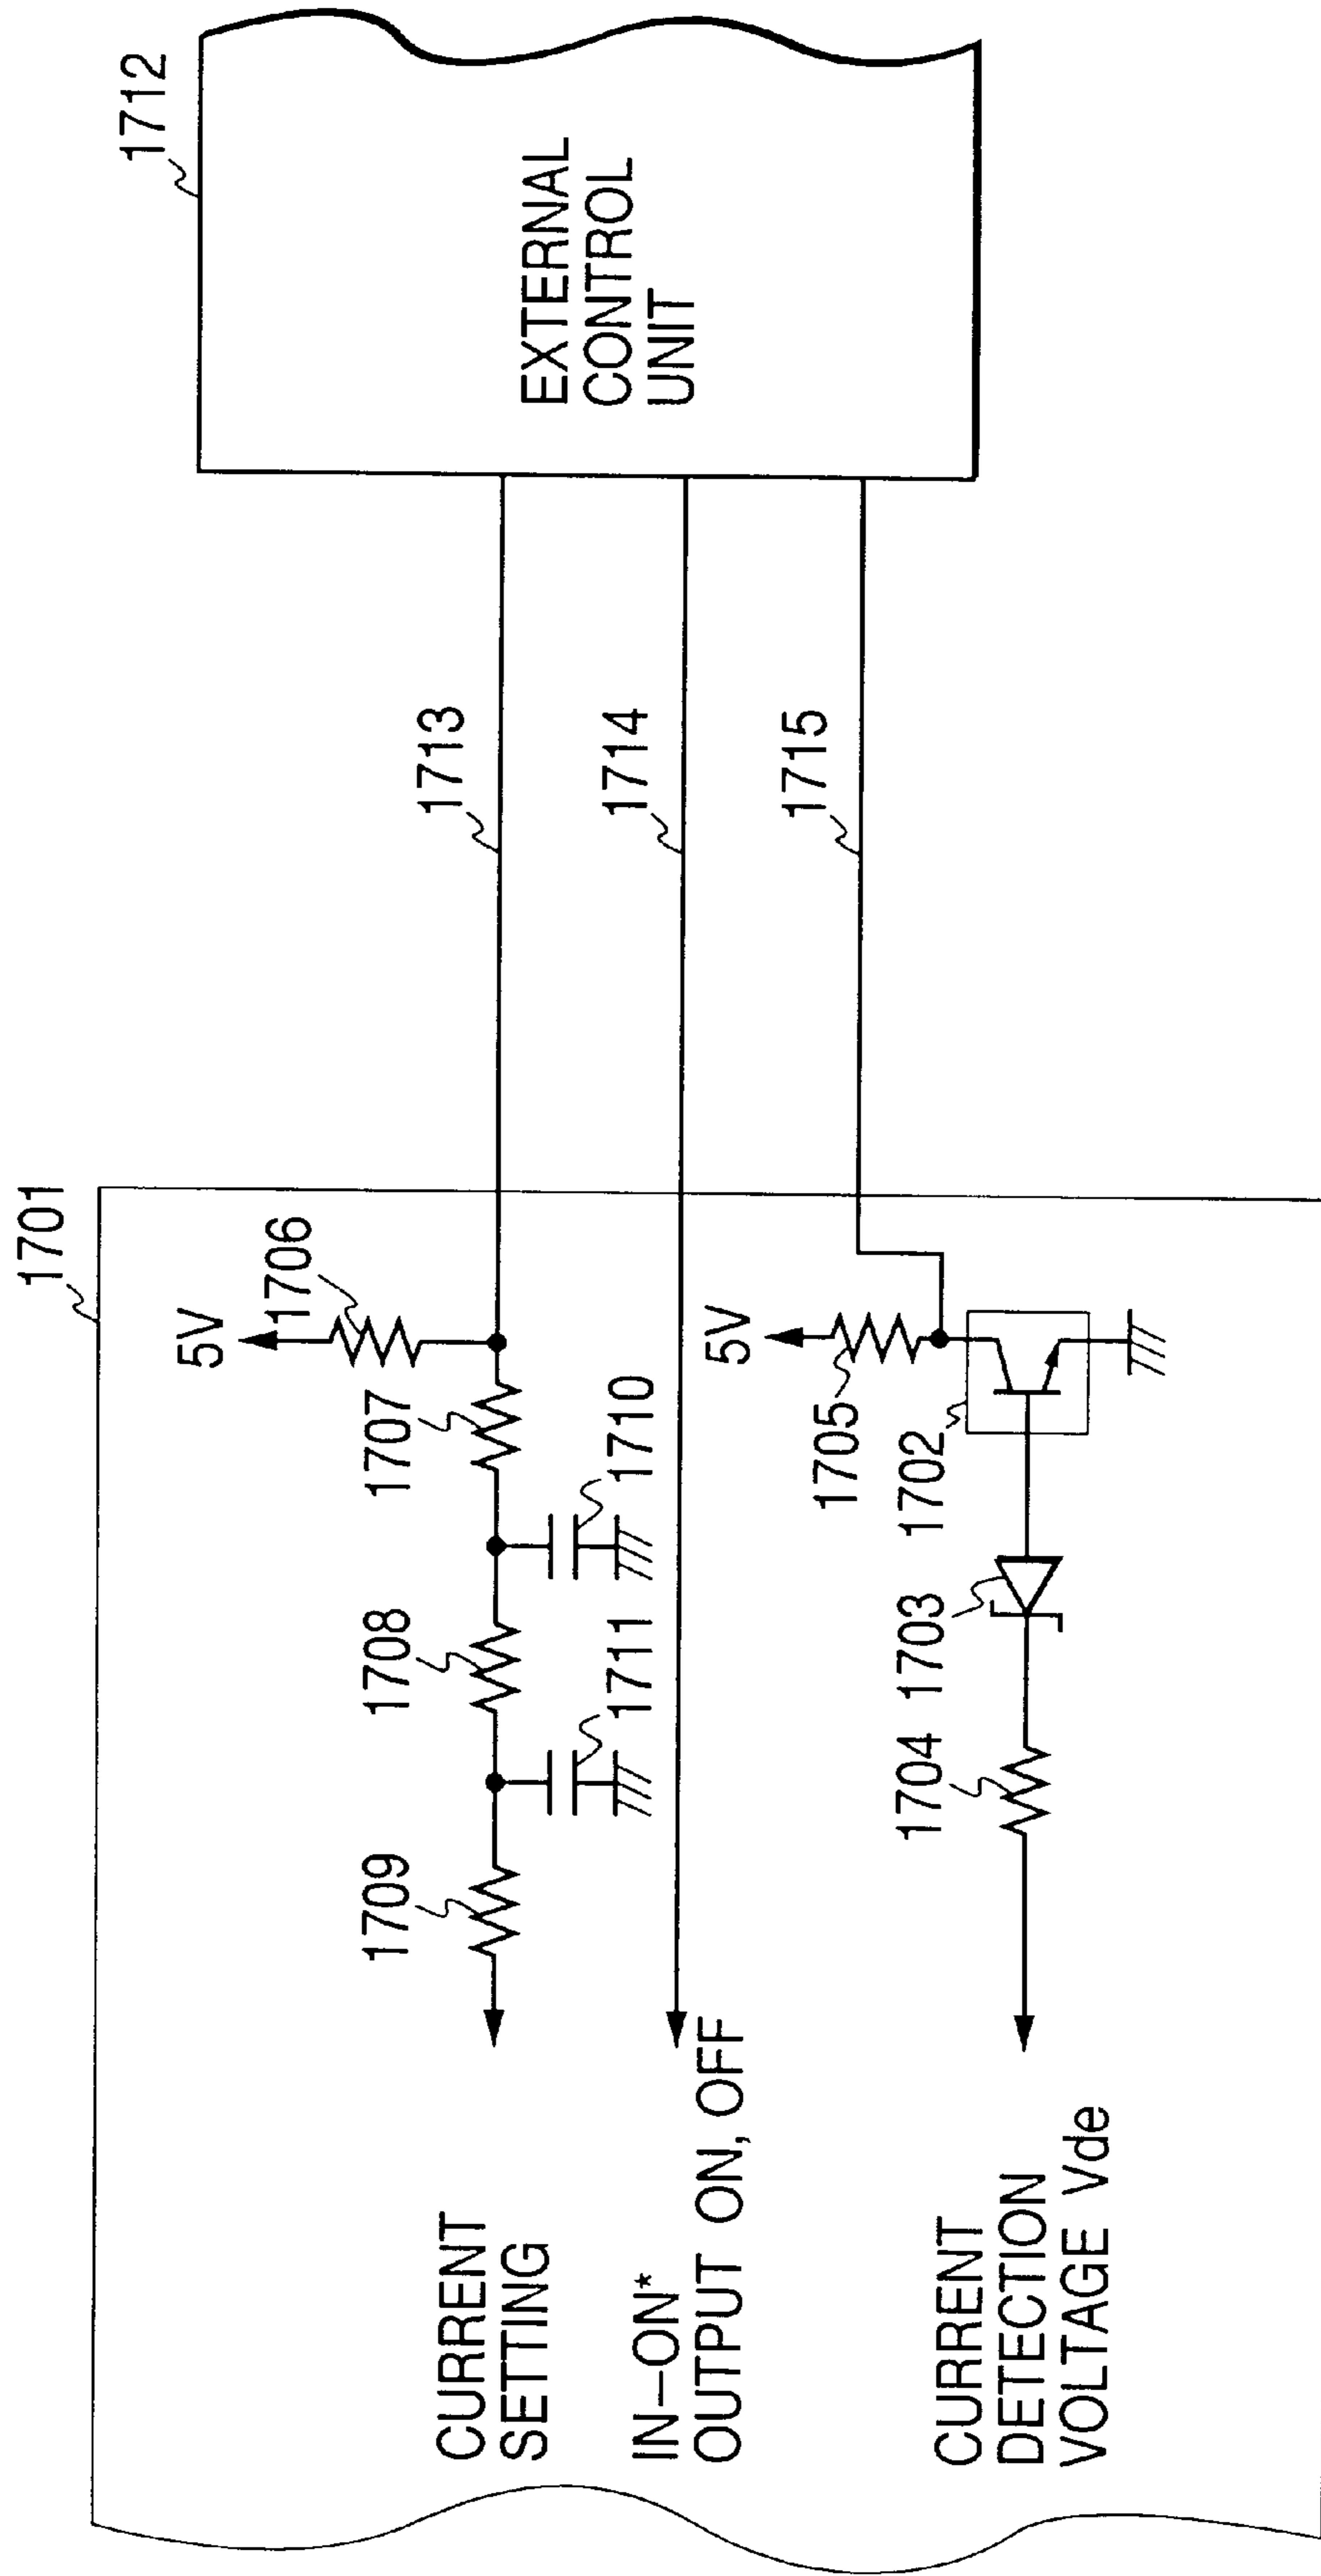 1701
1712
5V
1706
1707
1710
1708
1711
1709
CURRENT
SETTING
1713
EXTERNAL
CONTROL
UNIT
IN–ON*
OUTPUT ON, OFF
1714
5V
1705
1702
1703
1704
CURRENT
DETECTION
VOLTAGE Vde
1715